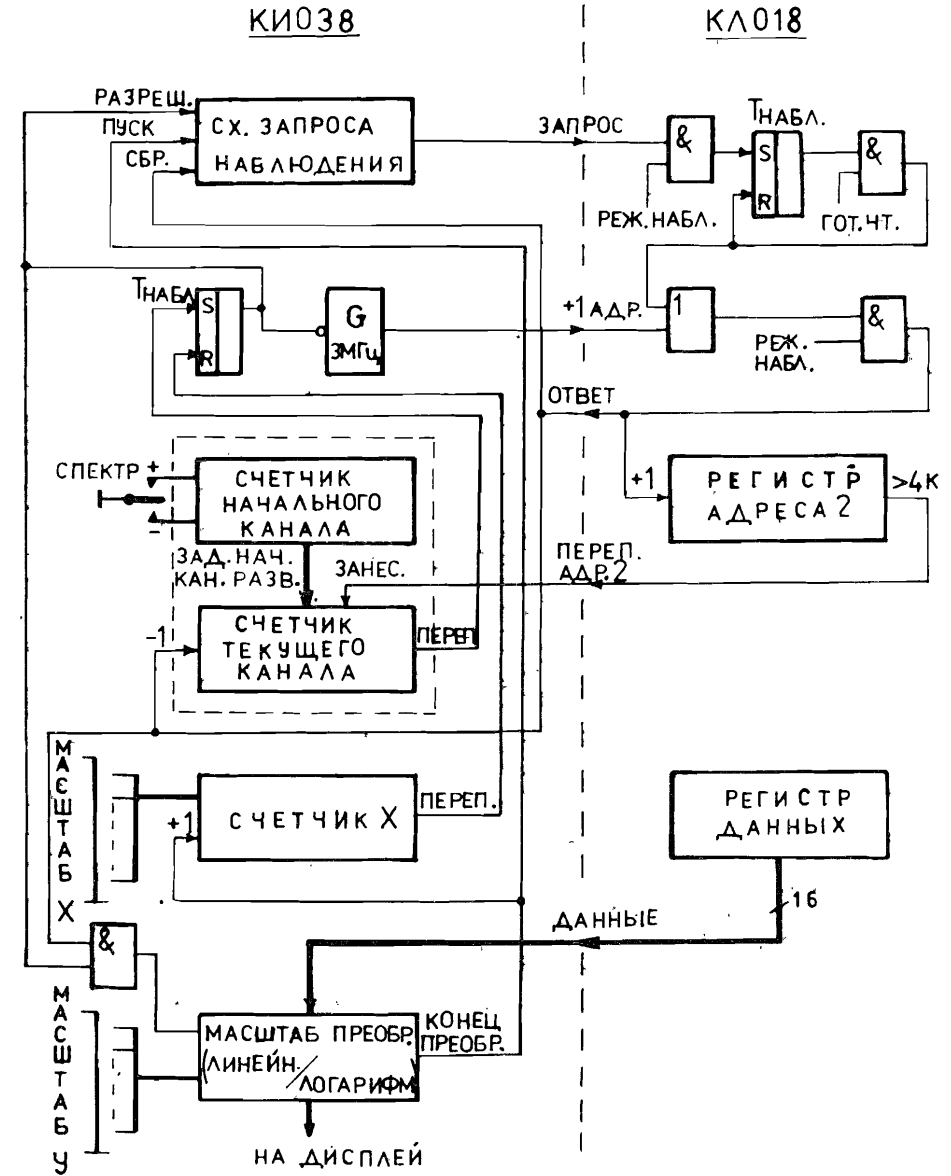 КИ038
КЛ018
РАЗРЕШ.
ПУСК
СБР.
СХ. ЗАПРОСА
НАБЛЮДЕНИЯ
ЗАПРОС
&
РЕЖ.НАБЛ.
ТНАБЛ.
S
R
&
ГОТ.ЧТ.
ТНАБЛ
S
R
G
3МГЦ
+1 АДР.
1
&
РЕЖ.
НАБЛ.
ОТВЕТ
СПЕКТР
+
-
СЧЕТЧИК
НАЧАЛЬНОГО
КАНАЛА
+1
РЕГИСТР
АДРЕСА 2
>4К
ЗАД.НАЧ.
КАН. РАЗВ.
ЗАНЕС.
ПЕРЕП.
АДР.2
-1
СЧЕТЧИК
ТЕКУЩЕГО
КАНАЛА
ПЕРЕП
МАСШТАБ X
+1
СЧЕТЧИК X
ПЕРЕП.
РЕГИСТР
ДАННЫХ
16
ДАННЫЕ
&
МАСШТАБ У
МАСШТАБ ПРЕОБР.
(ЛИНЕЙН./
ЛОГАРИФМ)
КОНЕЦ
ПРЕОБР.
НА ДИСПЛЕЙ